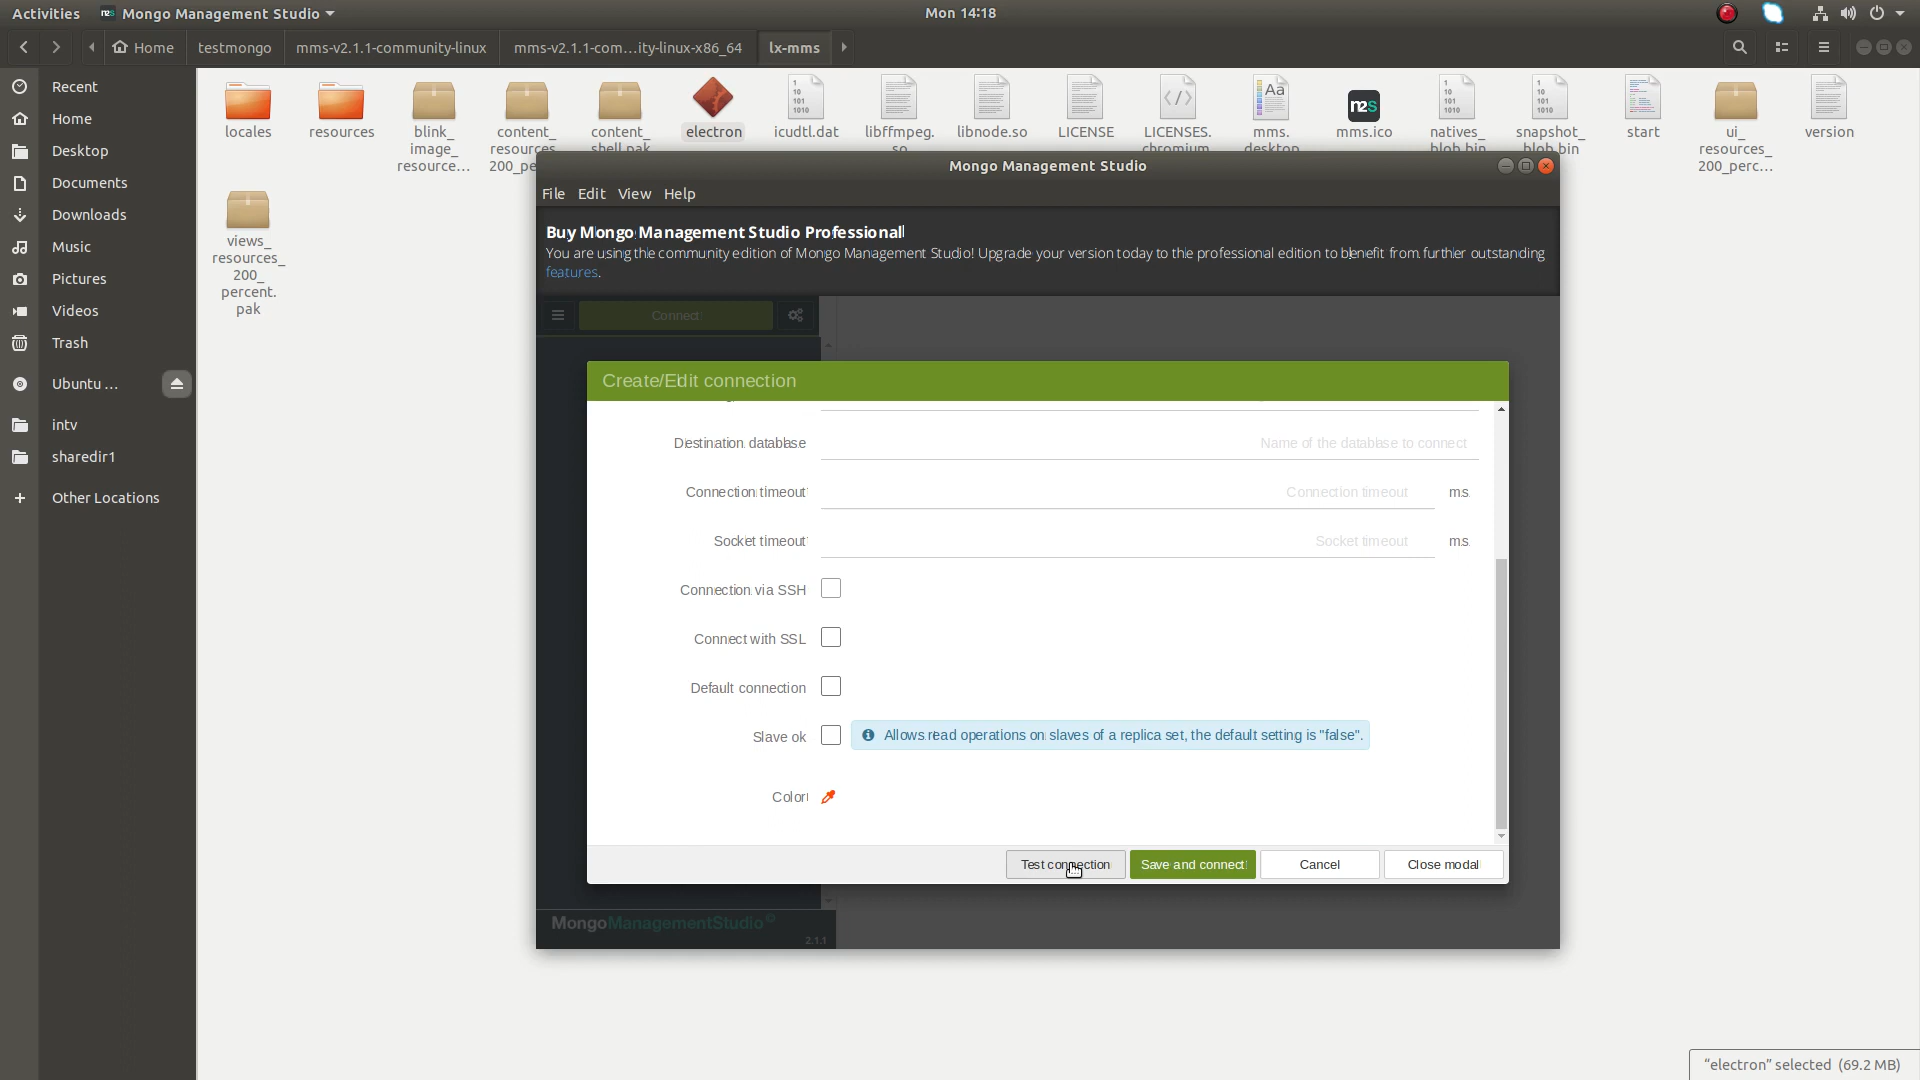 Activities
Mongo Management Studio
Mon 14:18
Home
testmongo
mms-v2.1.1-community-linux
mms-v2.1.1-com…ity-linux-x86_64
lx-mms
Recent
Home
Desktop
Documents
Downloads
Music
Pictures
Videos
Trash
Ubuntu …
intv
sharedir1
Other Locations
locales
resources
blink_
image_
resource…
content_
resources_
200_pe
content_
shell.pak
electron
icudtl.dat
libffmpeg.
so
libnode.so
LICENSE
LICENSES.
chromium
mms.
desktop
mms.ico
natives_
blob.bin
snapshot_
blob.bin
start
ui_
resources_
200_perc…
version
views_
resources_
200_
percent.
pak
Mongo Management Studio
File Edit View Help
Buy Mongo Management Studio Professional
You are using the community edition of Mongo Management Studio! Upgrade your version today to the professional edition to benefit from further outstanding
features.
Connect
Create/Edit connection
Destination database
Name of the database to connect
Connection timeout
Connection timeout
ms
Socket timeout
Socket timeout
ms
Connection via SSH
Connect with SSL
Default connection
Slave ok
Allows read operations on slaves of a replica set, the default setting is "false".
Color
Test connection
Save and connect
Cancel
Close modal
MongoManagementStudio©
2.1.1
"electron" selected (69.2 MB)